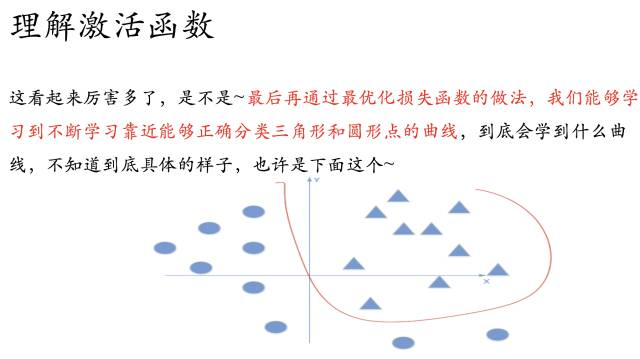 理解激活函数
这看起来厉害多了，是不是~最后再通过最优化损失函数的做法，我们能够学
习到不断学习靠近能够正确分类三角形和圆形点的曲线，到底会学到什么曲
线，不知道到底具体的样子，也许是下面这个~
Y
X